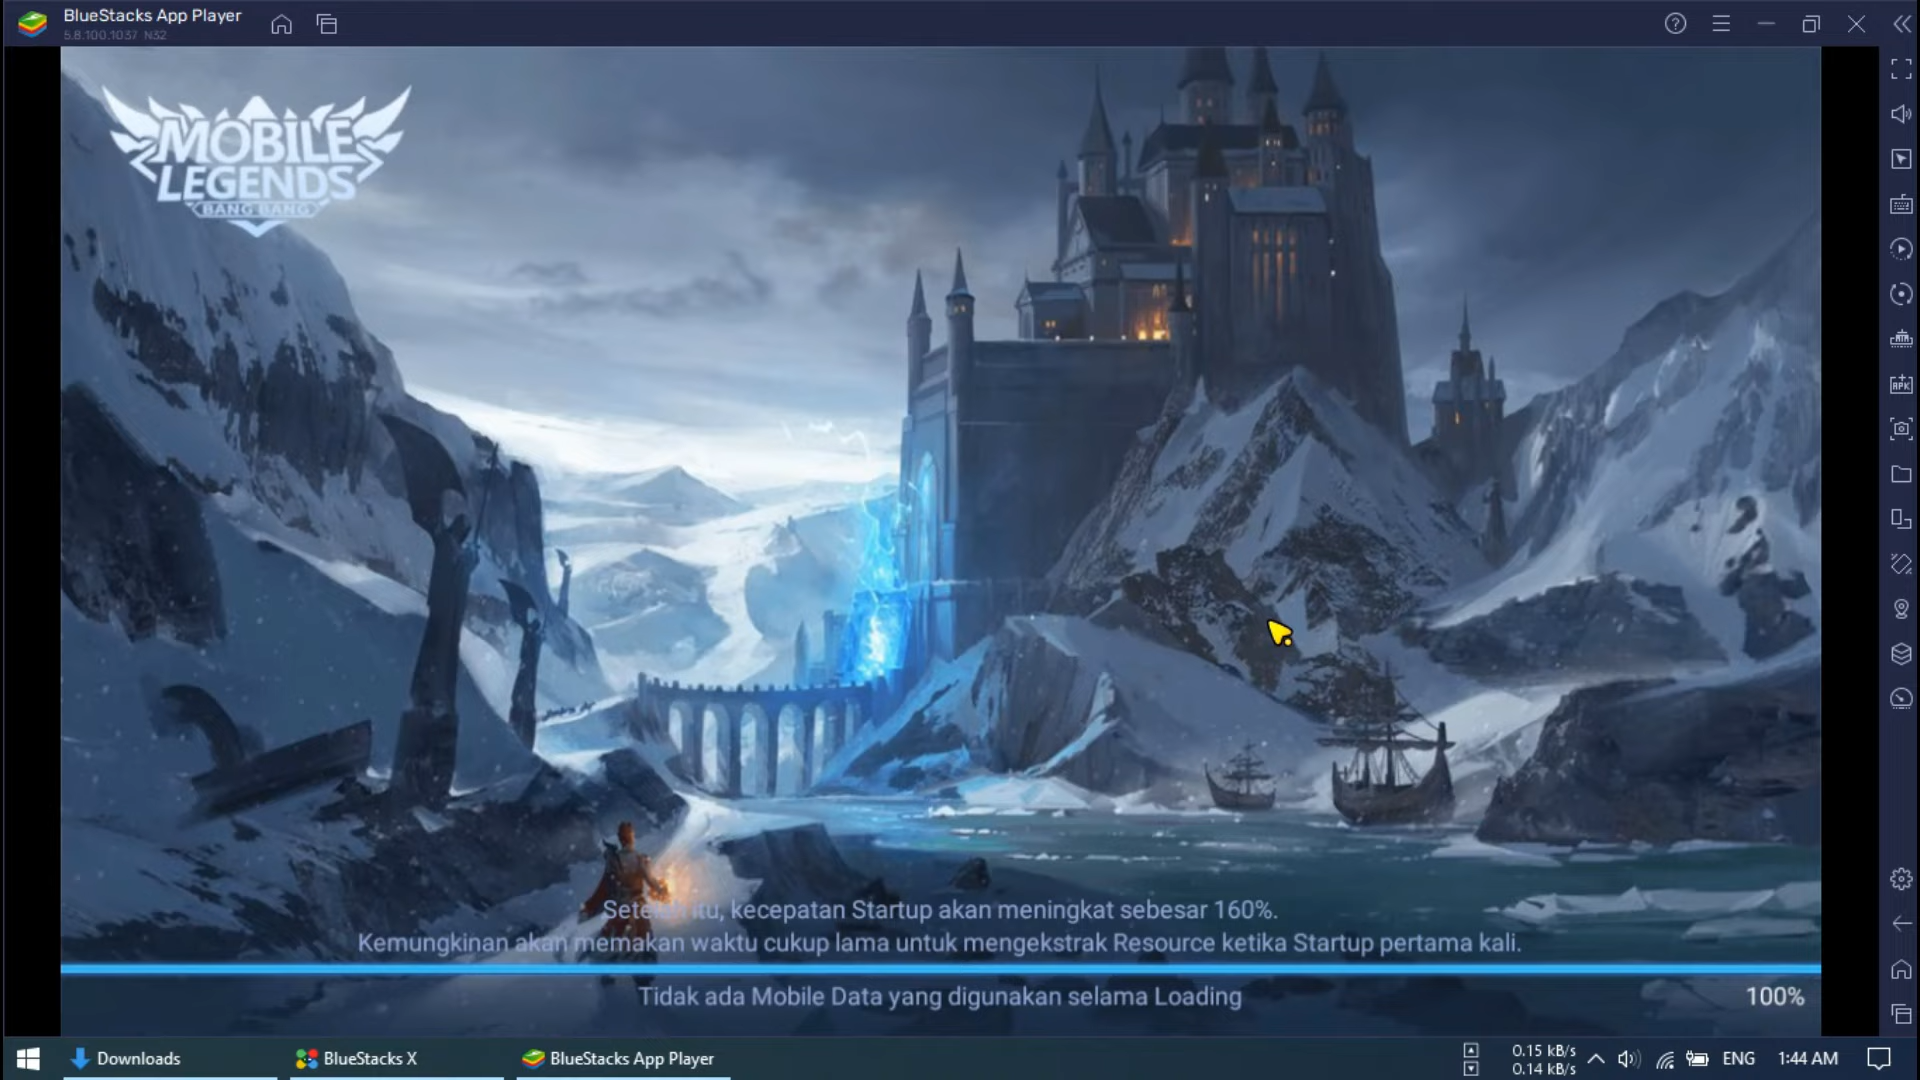 BlueStacks App Player
5.8.100.1037 N32
MOBILE
LEGENDS
BANG BANG
Setelah itu, kecepatan Startup akan meningkat sebesar 160%.
Kemungkinan akan memakan waktu cukup lama untuk mengekstrak Resource ketika Startup pertama kali.
Tidak ada Mobile Data yang digunakan selama Loading
100%
APK
Downloads
BlueStacks X
BlueStacks App Player
0.15 kB/s
0.14 kB/s
ENG
1:44 AM